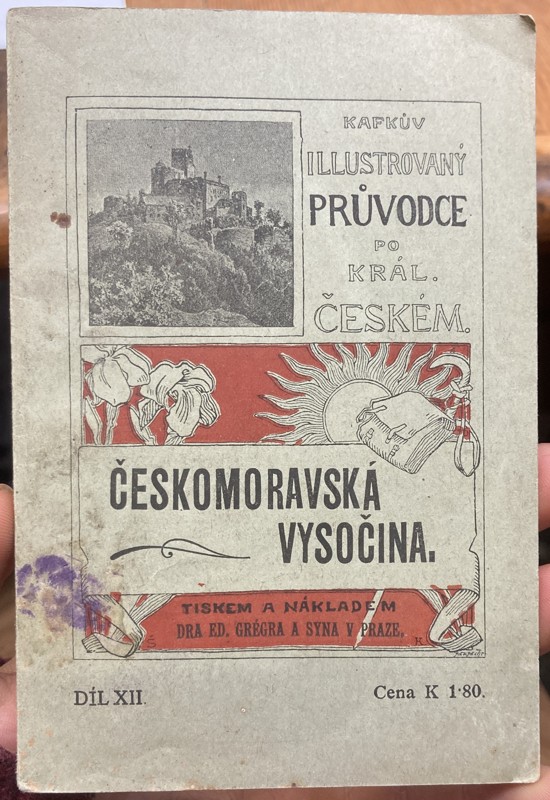 KAFKŮV
ILLUSTROVANÝ
PRŮVODCE
PO
KRÁL.
ČESKÉM.
ČESKOMORAVSKÁ
VYSOČINA.
TISKEM A NÁKLADEM
DRA ED. GRÉGRA A SYNA V PRAZE.
Š K
DÍL XII.
Cena K 1·80.